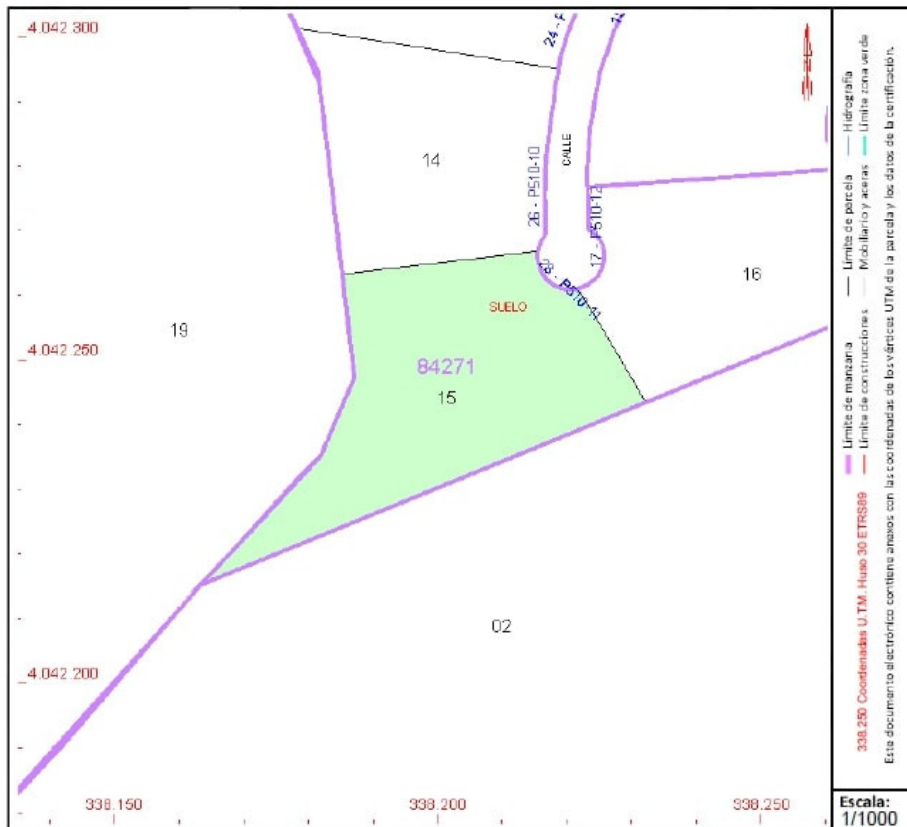 4.042.300
24 - P
14
26 - P510-10
CALLE
17 - P510-12
28 - P510-11
16
SUELO
19
4.042.250
84271
15
02
4.042.200
338.150
338.200
338.250
Límite de manzana
Límite de parcela
Hidrografía
Límite de construcciones
Mobiliario y aceras
Límite zona verde
338.250 Coordenadas U.T.M. Huso 30 ETRS89
Este documento electrónico contiene anexos con las coordenadas de los vértices UTM de la parcela y los datos de la certificación.
Escala:
1/1000